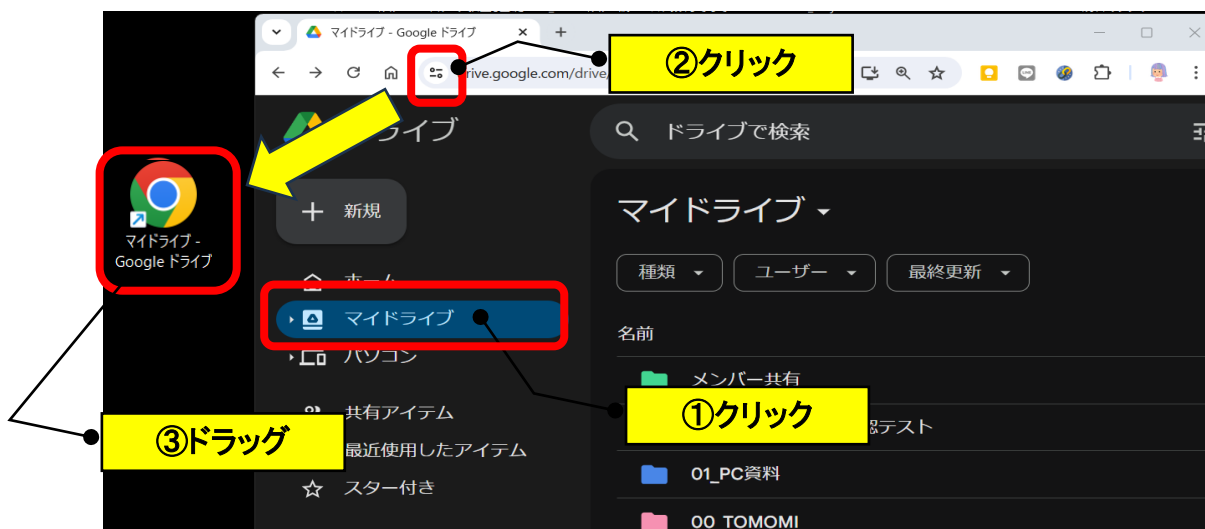 マイドライブ - Google ドライブ
rive.google.com/drive/
②クリック
ライブ
ドライブで検索
マイドライブ -
Google ドライブ
新規
マイドライブ
種類
ユーザー
最終更新
ホーム
マイドライブ
パソコン
名前
メンバー共有
①クリック
テスト
共有アイテム
③ドラッグ
最近使用したアイテム
01_PC資料
スター付き
00_TOMOMI